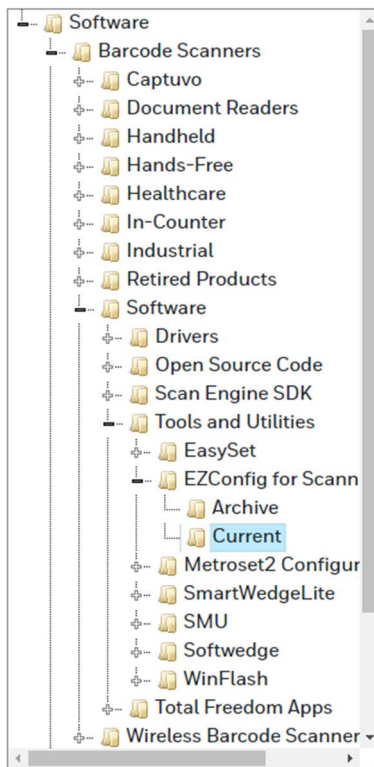 Software
Barcode Scanners
Captuvo
Document Readers
Handheld
Hands-Free
Healthcare
In-Counter
Industrial
Retired Products
Software
Drivers
Open Source Code
Scan Engine SDK
Tools and Utilities
EasySet
EZConfig for Scann
Archive
Current
Metroset2 Configur
SmartWedgeLite
SMU
Softwedge
WinFlash
Total Freedom Apps
Wireless Barcode Scanner